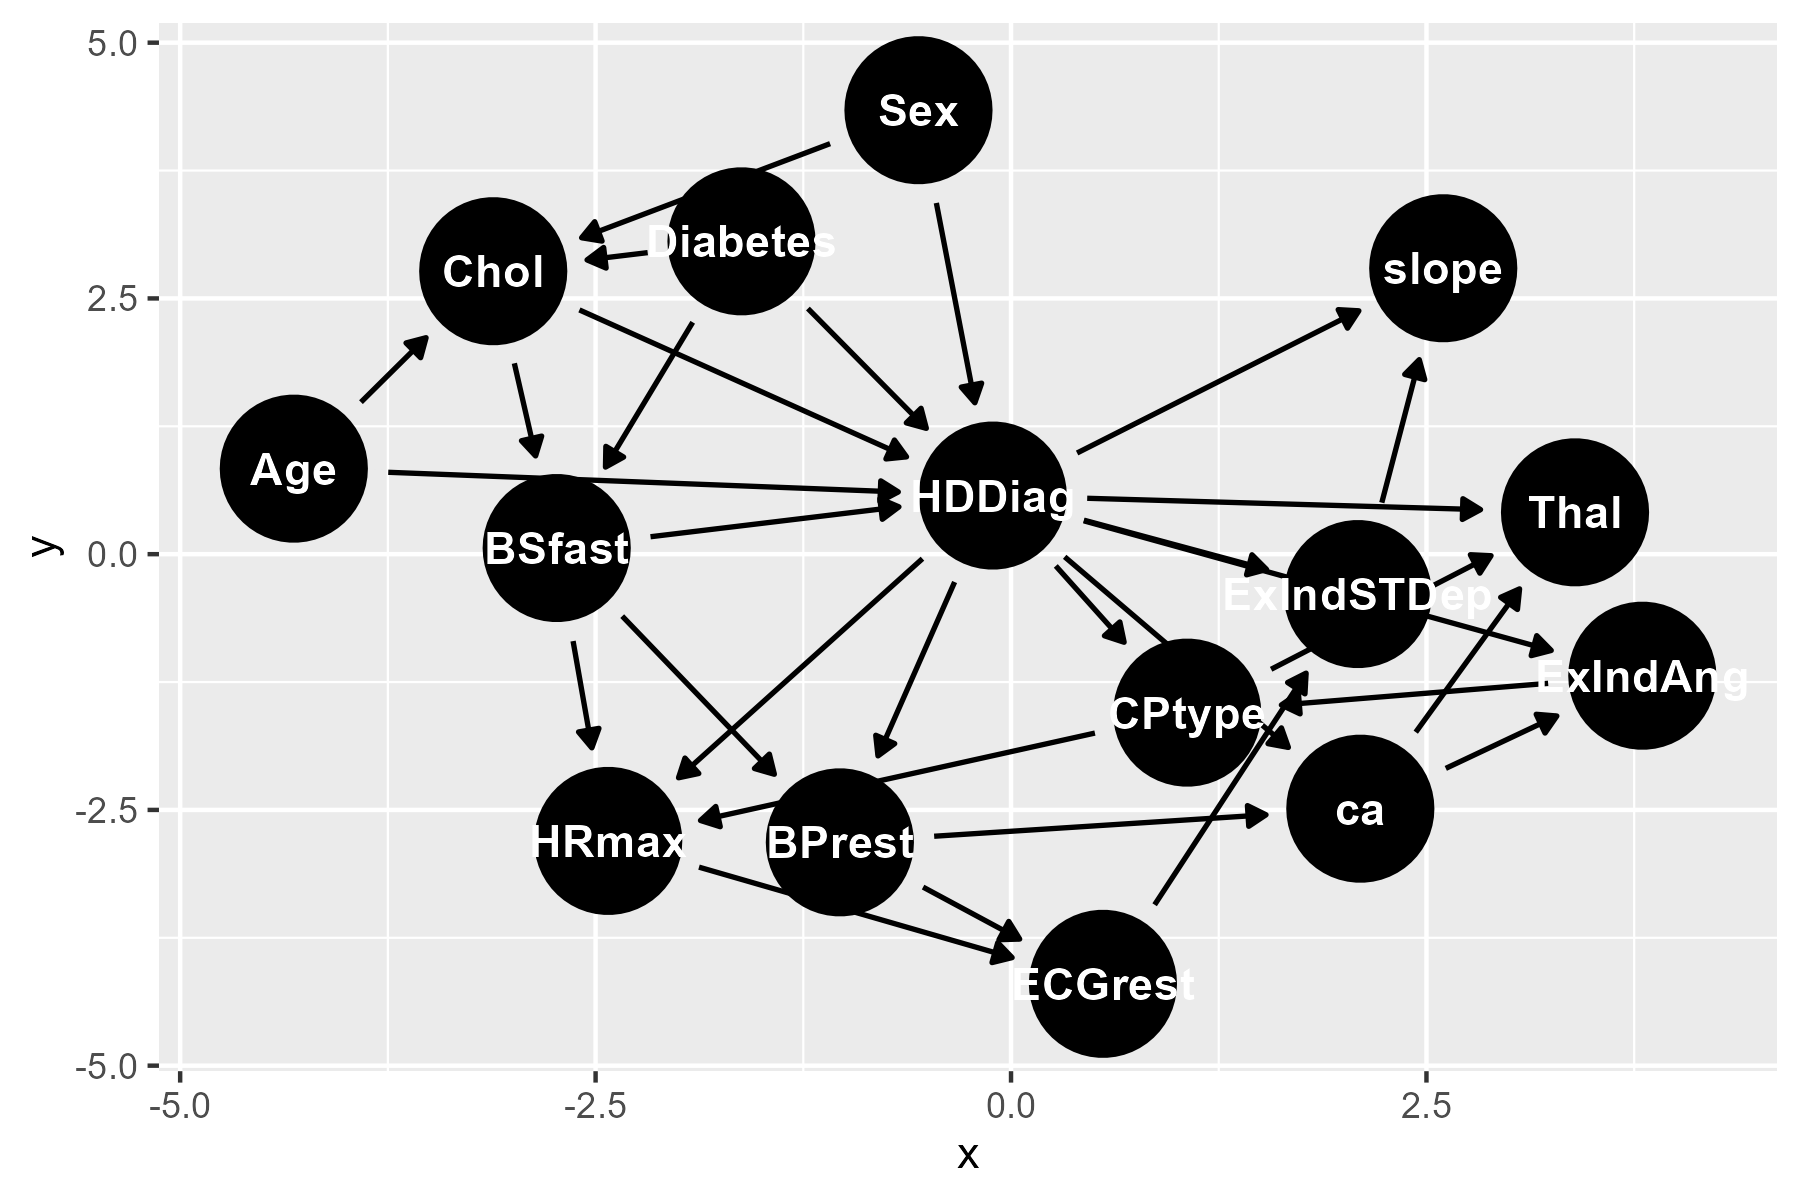 5.0
2.5
0.0
-2.5
-5.0
y
Sex
Diabetes
Chol
slope
Age
HDDiag
Thal
BSfast
ExIndSTDep
ExIndAng
CPtype
ca
HRmax
BPrest
ECGrest
-5.0
-2.5
0.0
2.5
x